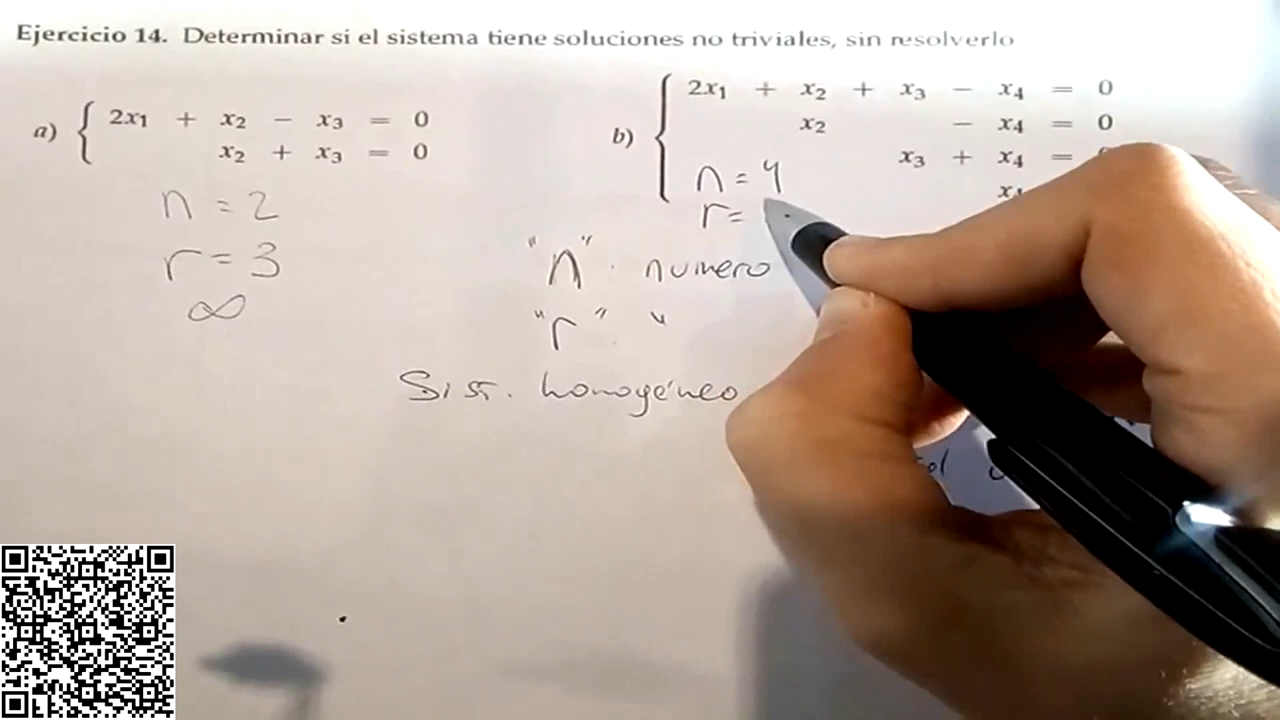 Ejercicio 14. Determinar si el sistema tiene soluciones no triviales, sin resolverlo
a) { 2x₁ + x₂ − x₃ = 0
x₂ + x₃ = 0
n = 2
r = 3
∞
b) { 2x₁ + x₂ + x₃ − x₄ = 0
x₂ − x₄ = 0
x₃ + x₄ =
n = 4
r =
"n" : numero
"r" : "
Sist. homogéneo